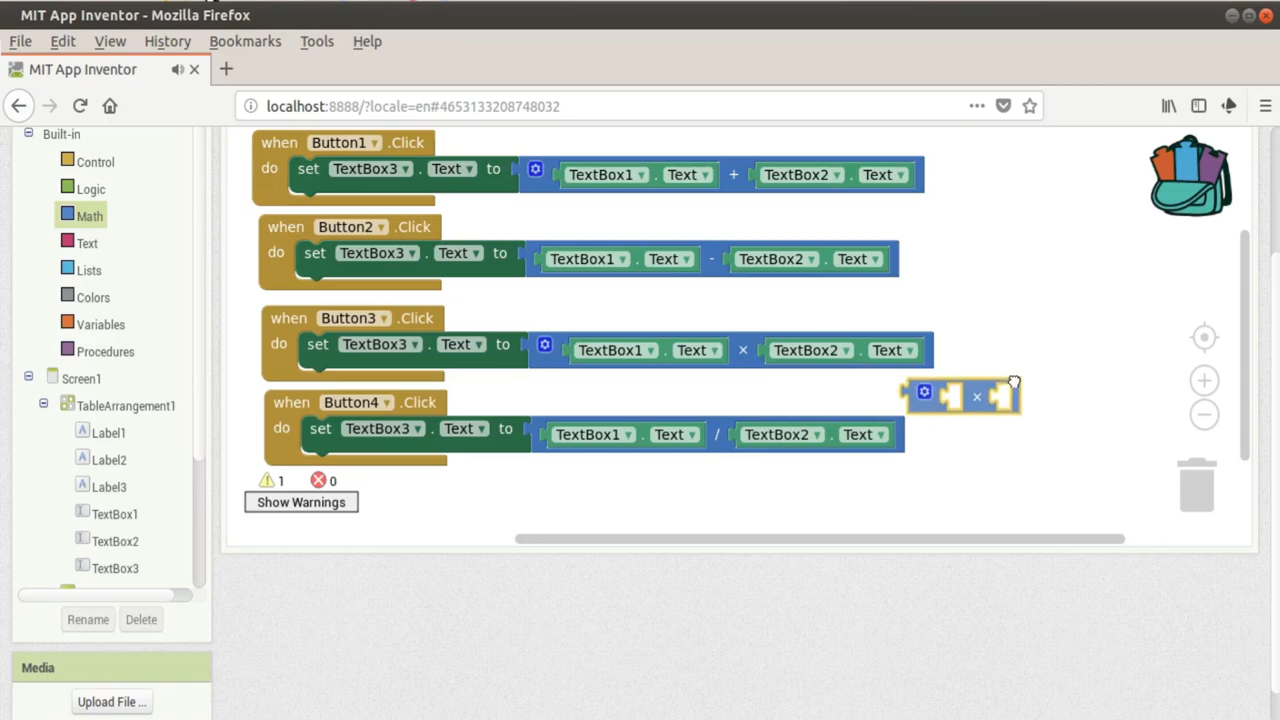 MIT App Inventor - Mozilla Firefox
File Edit View History Bookmarks Tools Help
MIT App Inventor
localhost:8888/?locale=en#4653133208748032
Built-in
Control
Logic
Math
Text
Lists
Colors
Variables
Procedures
Screen1
TableArrangement1
Label1
Label2
Label3
TextBox1
TextBox2
TextBox3
Rename Delete
Media
Upload File ...
when Button1 .Click
do set TextBox3 . Text to TextBox1 . Text + TextBox2 . Text
when Button2 .Click
do set TextBox3 . Text to TextBox1 . Text - TextBox2 . Text
when Button3 .Click
do set TextBox3 . Text to TextBox1 . Text × TextBox2 . Text
×
when Button4 .Click
do set TextBox3 . Text to TextBox1 . Text / TextBox2 . Text
1 0
Show Warnings